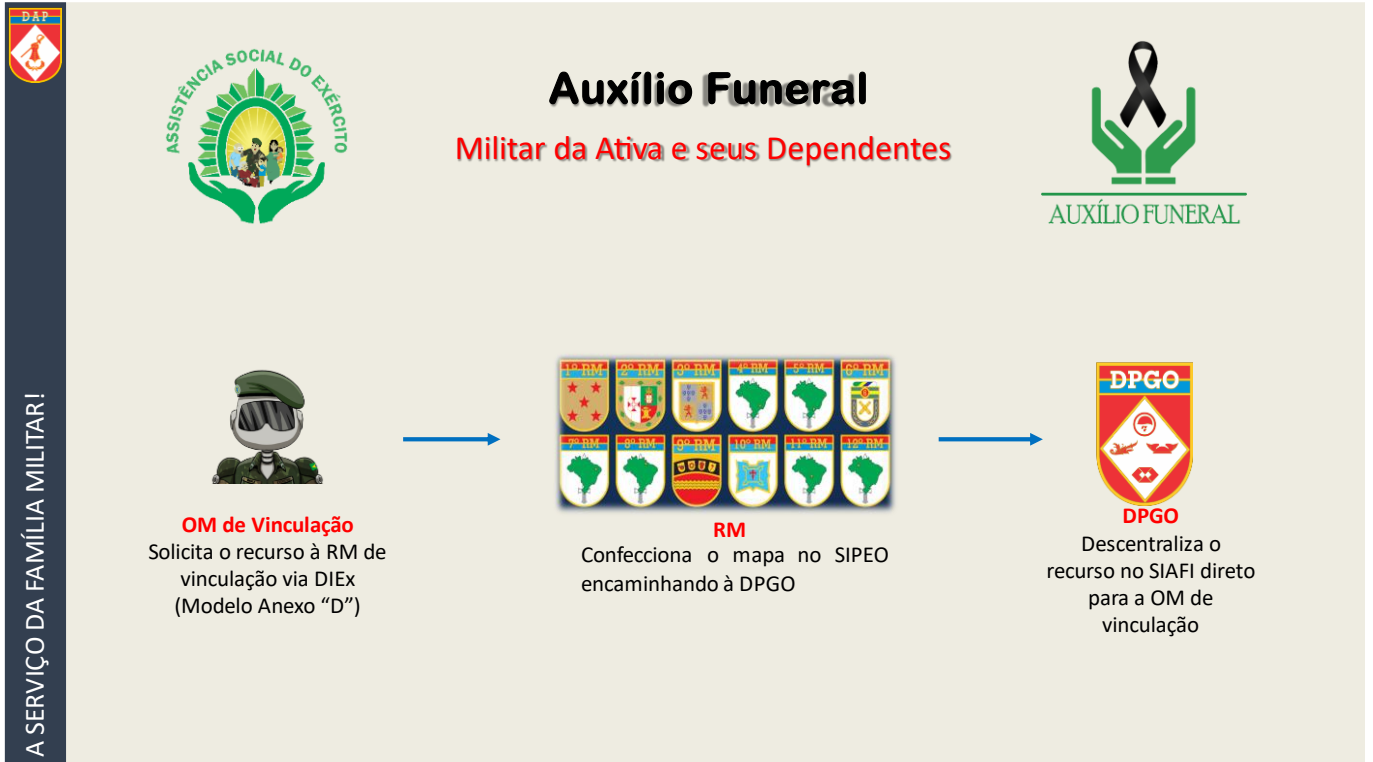 DAP
A SERVIÇO DA FAMÍLIA MILITAR!
ASSISTÊNCIA SOCIAL DO EXÉRCITO
Auxílio Funeral
Militar da Ativa e seus Dependentes
AUXÍLIO FUNERAL
1ª RM 2ª RM 3ª RM 4ª RM 5ª RM 6ª RM
7ª RM 8ª RM 9ª RM 10ª RM 11ª RM 12ª RM
DPGO
OM de Vinculação
Solicita o recurso à RM de
vinculação via DIEx
(Modelo Anexo “D”)
RM
Confecciona o mapa no SIPEO
encaminhando à DPGO
DPGO
Descentraliza o
recurso no SIAFI direto
para a OM de
vinculação